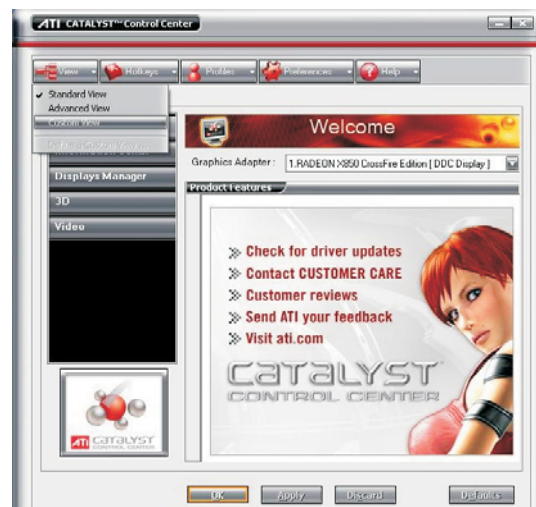 ATI CATALYST™ Control Center
View Hotkeys Profiles Preferences Help
Standard View
Advanced View
Custom View
Welcome
Graphics Adapter : 1.RADEON X850 CrossFire Edition [ DDC Display ]
Displays Manager
Product Features
3D
Video
Check for driver updates
Contact CUSTOMER CARE
Customer reviews
Send ATI your feedback
Visit ati.com
CATALYST
CONTROL CENTER
ATI CATALYST
CONTROL CENTER
OK Apply Discard Defaults